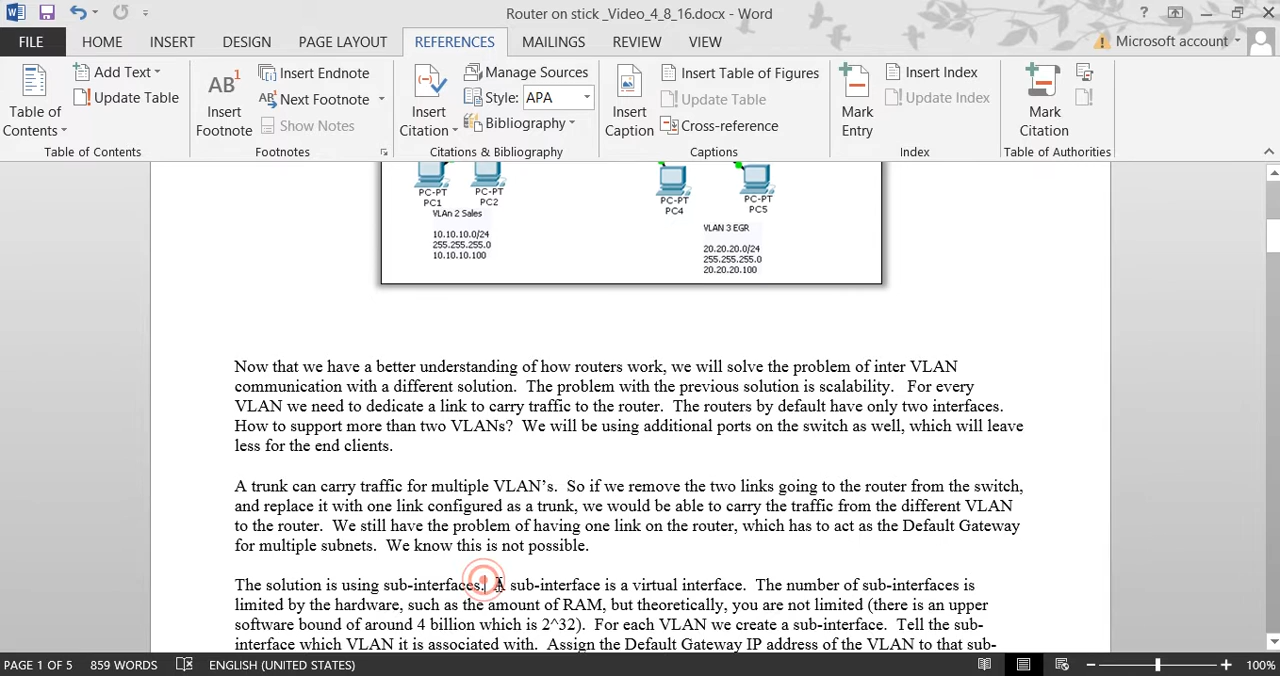 Router on stick _Video_4_8_16.docx - Word
FILE HOME INSERT DESIGN PAGE LAYOUT REFERENCES MAILINGS REVIEW VIEW Microsoft account
Table of Contents
Add Text
Update Table
Table of Contents
AB1
Insert Footnote
Insert Endnote
Next Footnote
Show Notes
Footnotes
Insert Citation
Manage Sources
Style: APA
Bibliography
Citations & Bibliography
Insert Caption
Insert Table of Figures
Update Table
Cross-reference
Captions
Mark Entry
Insert Index
Update Index
Index
Mark Citation
Table of Authorities
PC-PT PC-PT PC-PT PC-PT
PC1 PC2 PC4 PC5
VLAn 2 Sales
10.10.10.0/24
255.255.255.0
10.10.10.100
VLAN 3 EGR
20.20.20.0/24
255.255.255.0
20.20.20.100
Now that we have a better understanding of how routers work, we will solve the problem of inter VLAN
communication with a different solution.  The problem with the previous solution is scalability.   For every
VLAN we need to dedicate a link to carry traffic to the router.  The routers by default have only two interfaces.
How to support more than two VLANs?  We will be using additional ports on the switch as well, which will leave
less for the end clients.
A trunk can carry traffic for multiple VLAN’s.  So if we remove the two links going to the router from the switch,
and replace it with one link configured as a trunk, we would be able to carry the traffic from the different VLAN
to the router.  We still have the problem of having one link on the router, which has to act as the Default Gateway
for multiple subnets.  We know this is not possible.
The solution is using sub-interfaces.  A sub-interface is a virtual interface.  The number of sub-interfaces is
limited by the hardware, such as the amount of RAM, but theoretically, you are not limited (there is an upper
software bound of around 4 billion which is 2^32).  For each VLAN we create a sub-interface.  Tell the sub-
interface which VLAN it is associated with.  Assign the Default Gateway IP address of the VLAN to that sub-
PAGE 1 OF 5 859 WORDS ENGLISH (UNITED STATES) 100%